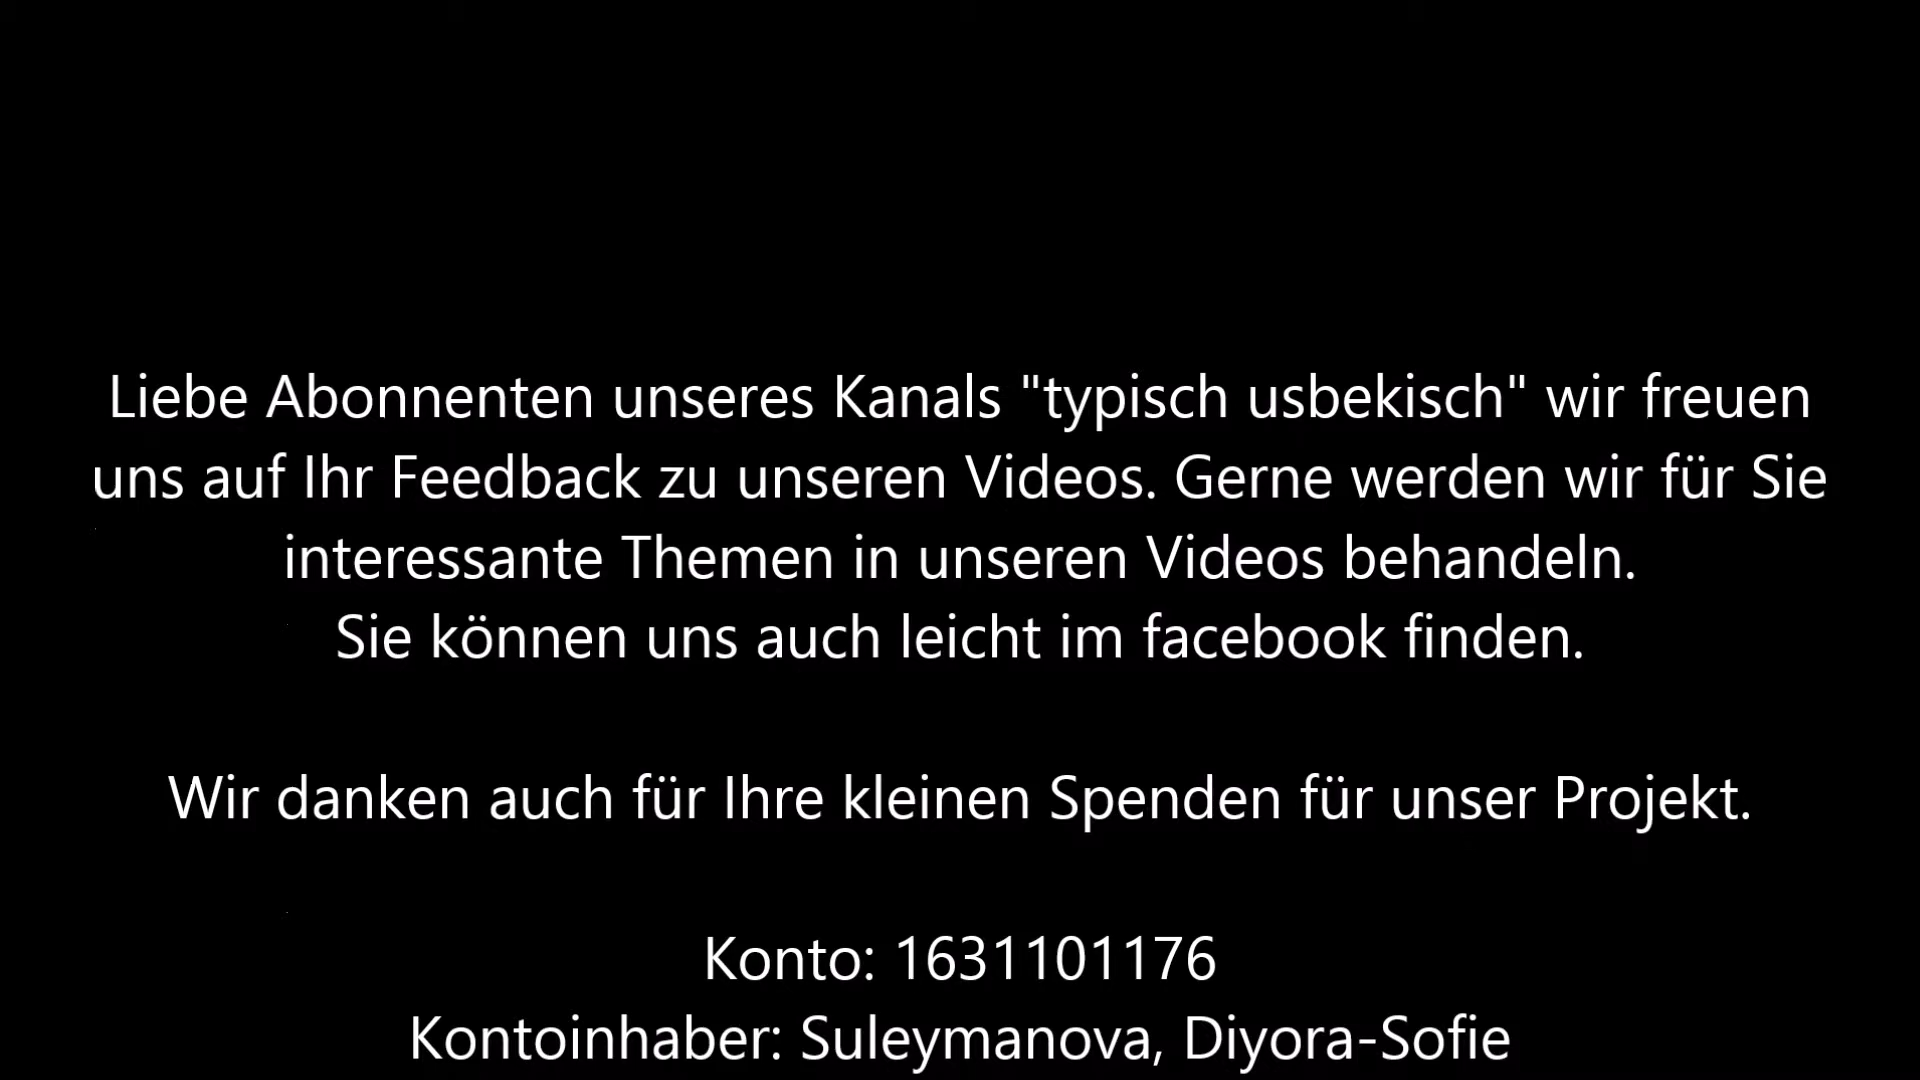 Liebe Abonnenten unseres Kanals "typisch usbekisch" wir freuen
uns auf Ihr Feedback zu unseren Videos. Gerne werden wir für Sie
interessante Themen in unseren Videos behandeln.
Sie können uns auch leicht im facebook finden.
Wir danken auch für Ihre kleinen Spenden für unser Projekt.
Konto: 1631101176
Kontoinhaber: Suleymanova, Diyora-Sofie